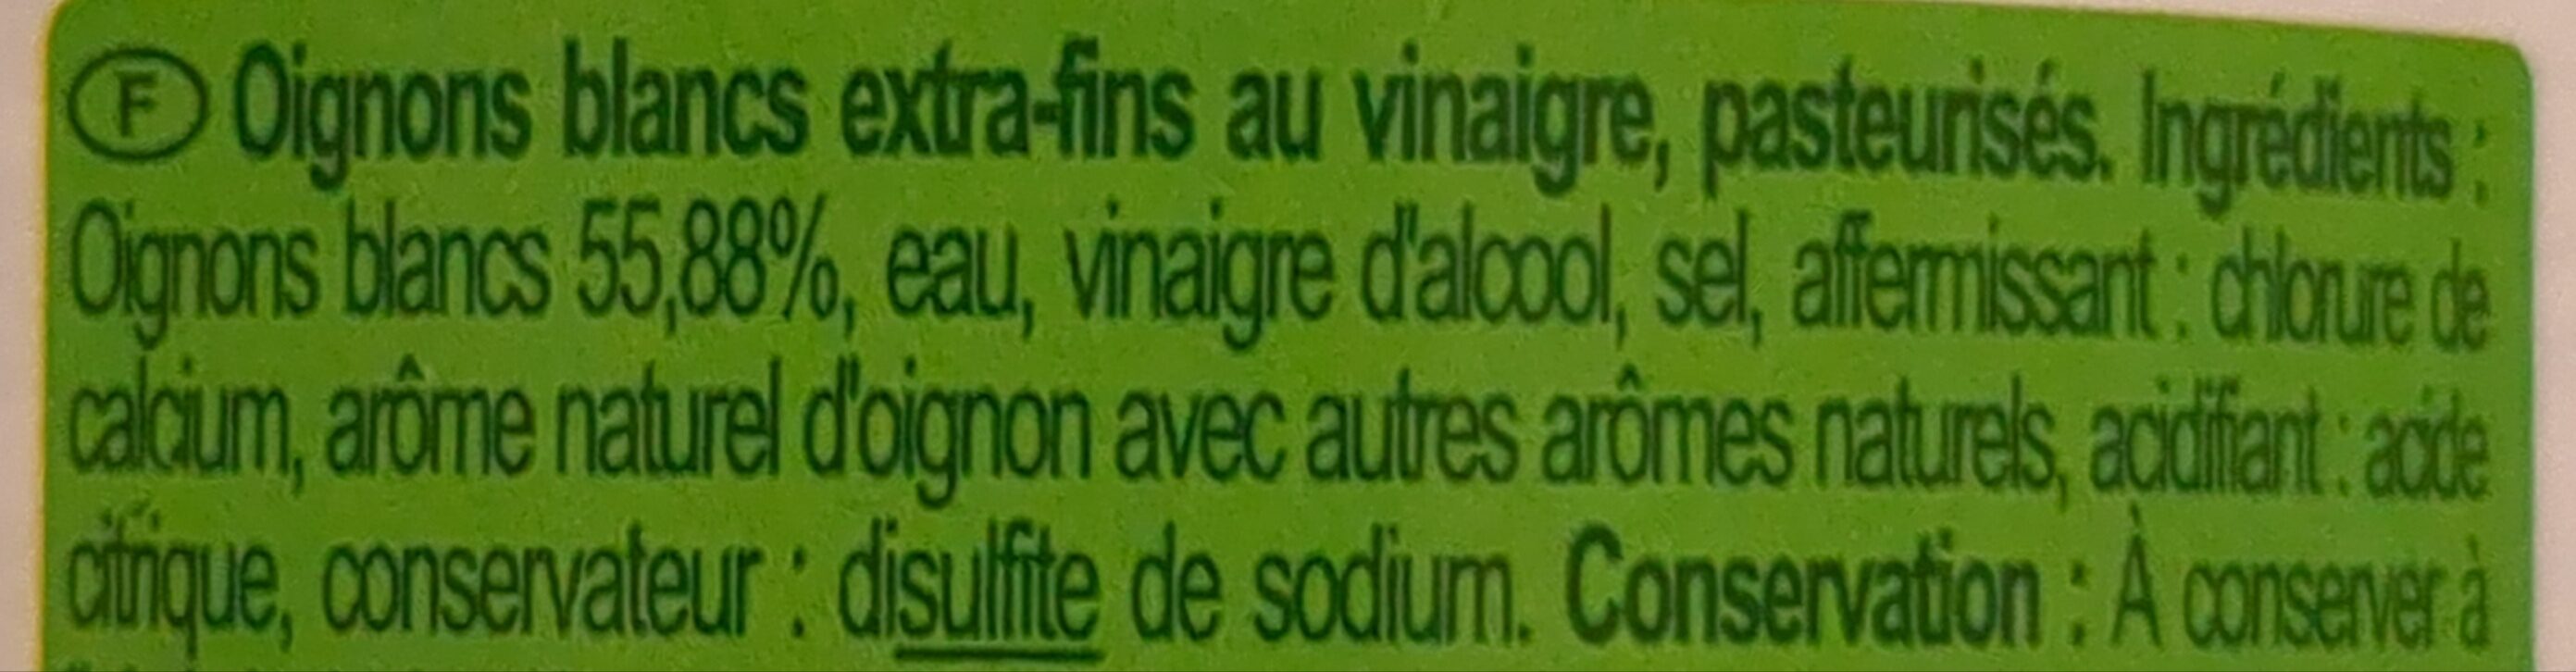 F Oignons blancs extra-fins au vinaigre, pasteurisés. Ingrédients :
Oignons blancs 55,88%, eau, vinaigre d'alcool, sel, affermissant : chlorure de
calcium, arôme naturel d'oignon avec autres arômes naturels, acidifiant : acide
citrique, conservateur : disulfite de sodium. Conservation : À conserver à